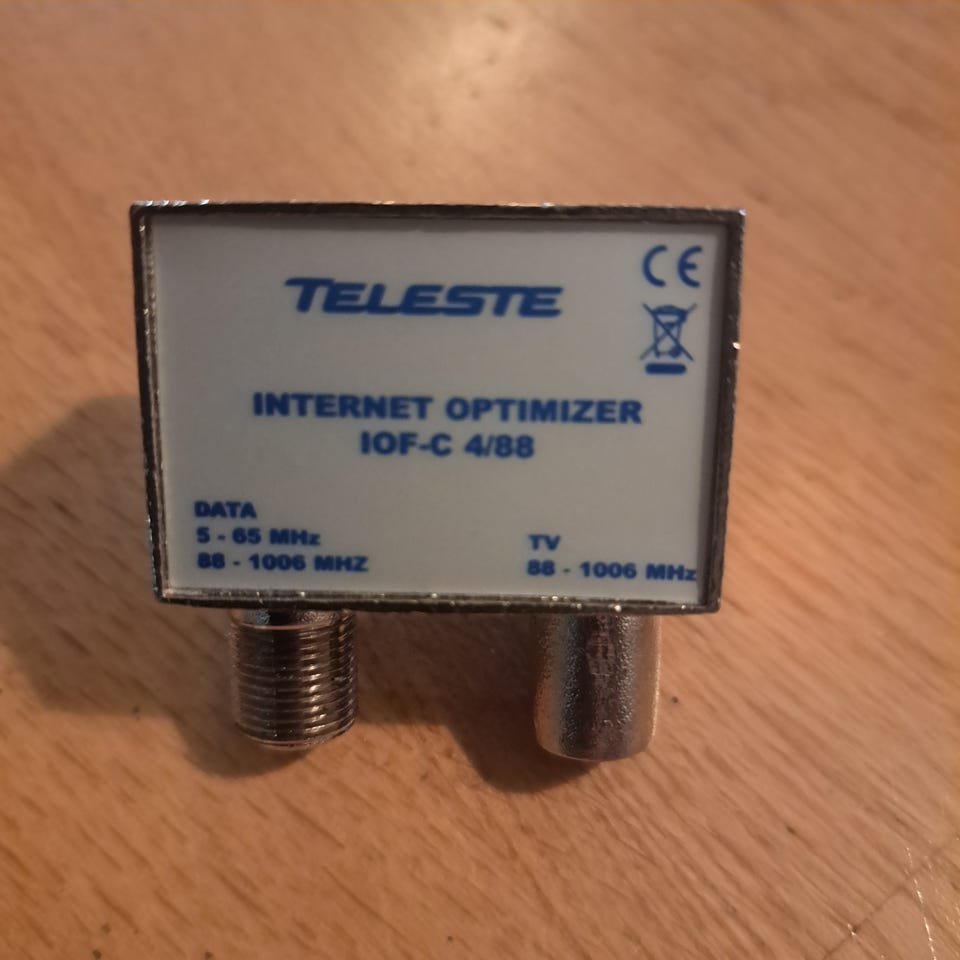 TELESTE
CE
INTERNET OPTIMIZER
IOF-C 4/88
DATA
5 - 65 MHz
88 - 1006 MHZ
TV
88 - 1006 MHz